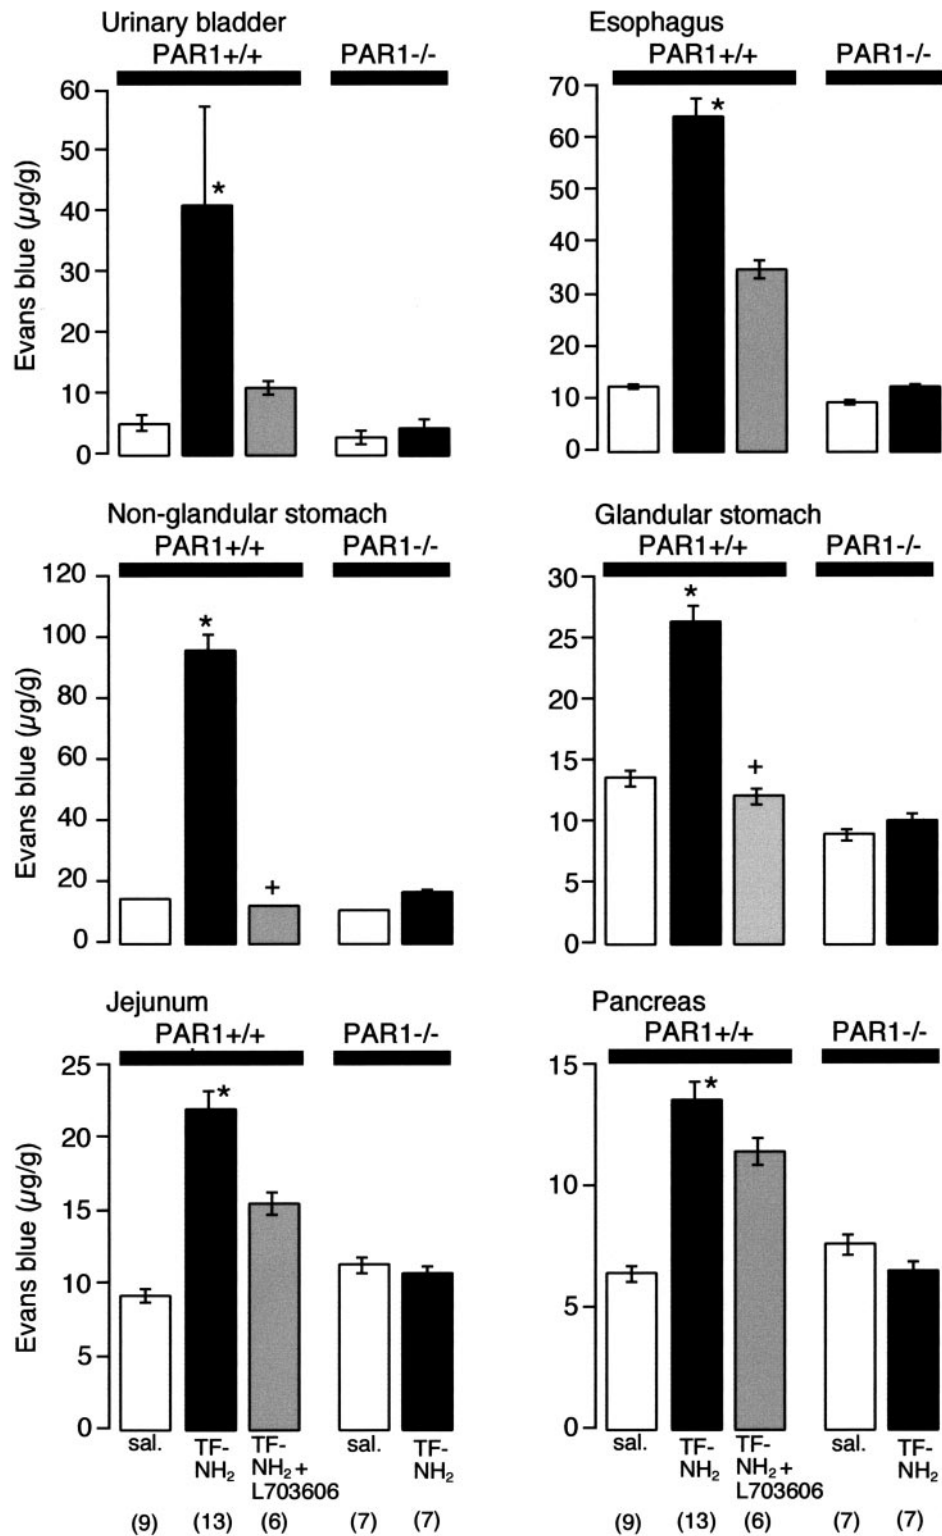 Urinary bladder
PAR1+/+ PAR1-/-
60
50
40
30
20
10
0
Evans blue (µg/g)
*
Esophagus
PAR1+/+ PAR1-/-
70
60
50
40
30
20
10
0
*
Non-glandular stomach
PAR1+/+ PAR1-/-
120
100
80
60
40
20
0
Evans blue (µg/g)
*
+
Glandular stomach
PAR1+/+ PAR1-/-
30
25
20
15
10
5
0
*
+
Jejunum
PAR1+/+ PAR1-/-
25
20
15
10
5
0
Evans blue (µg/g)
*
sal. TF-NH₂ TF-NH₂+L703606 sal. TF-NH₂
(9) (13) (6) (7) (7)
Pancreas
PAR1+/+ PAR1-/-
15
10
5
0
*
sal. TF-NH₂ TF-NH₂+L703606 sal. TF-NH₂
(9) (13) (6) (7) (7)